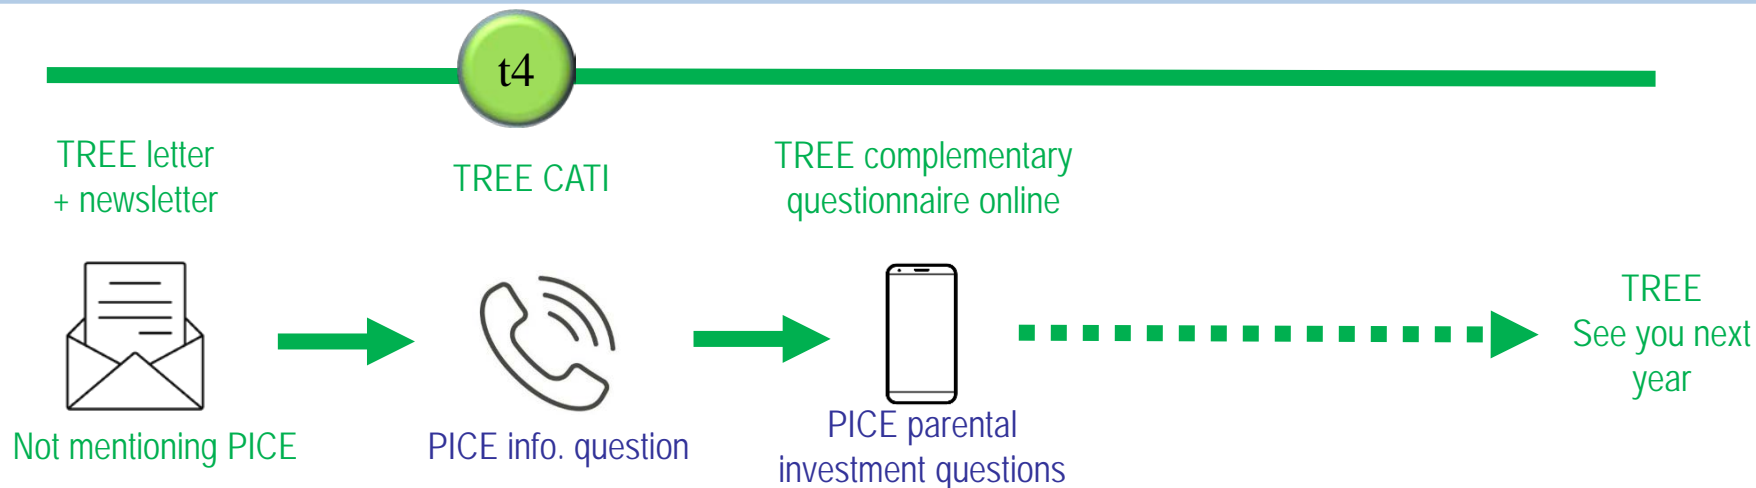 t4
TREE letter
+ newsletter
TREE CATI
TREE complementary
questionnaire online
Not mentioning PICE
PICE info. question
PICE parental
investment questions
TREE
See you next
year